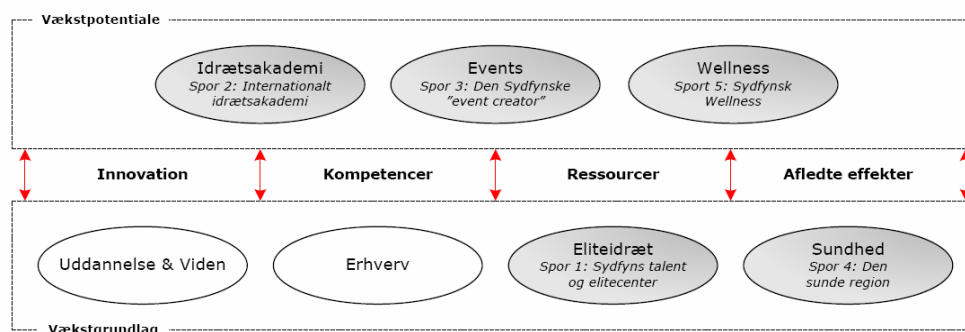 Vækstpotentiale
Idrætsakademi
Spor 2: Internationalt
idrætsakademi
Events
Spor 3: Den Sydfynske
”event creator”
Wellness
Sport 5: Sydfynsk
Wellness
Innovation
Kompetencer
Ressourcer
Afledte effekter
Uddannelse & Viden
Erhverv
Eliteidræt
Spor 1: Sydfyns talent
og elitecenter
Sundhed
Spor 4: Den
sunde region
Vækstgrundlag